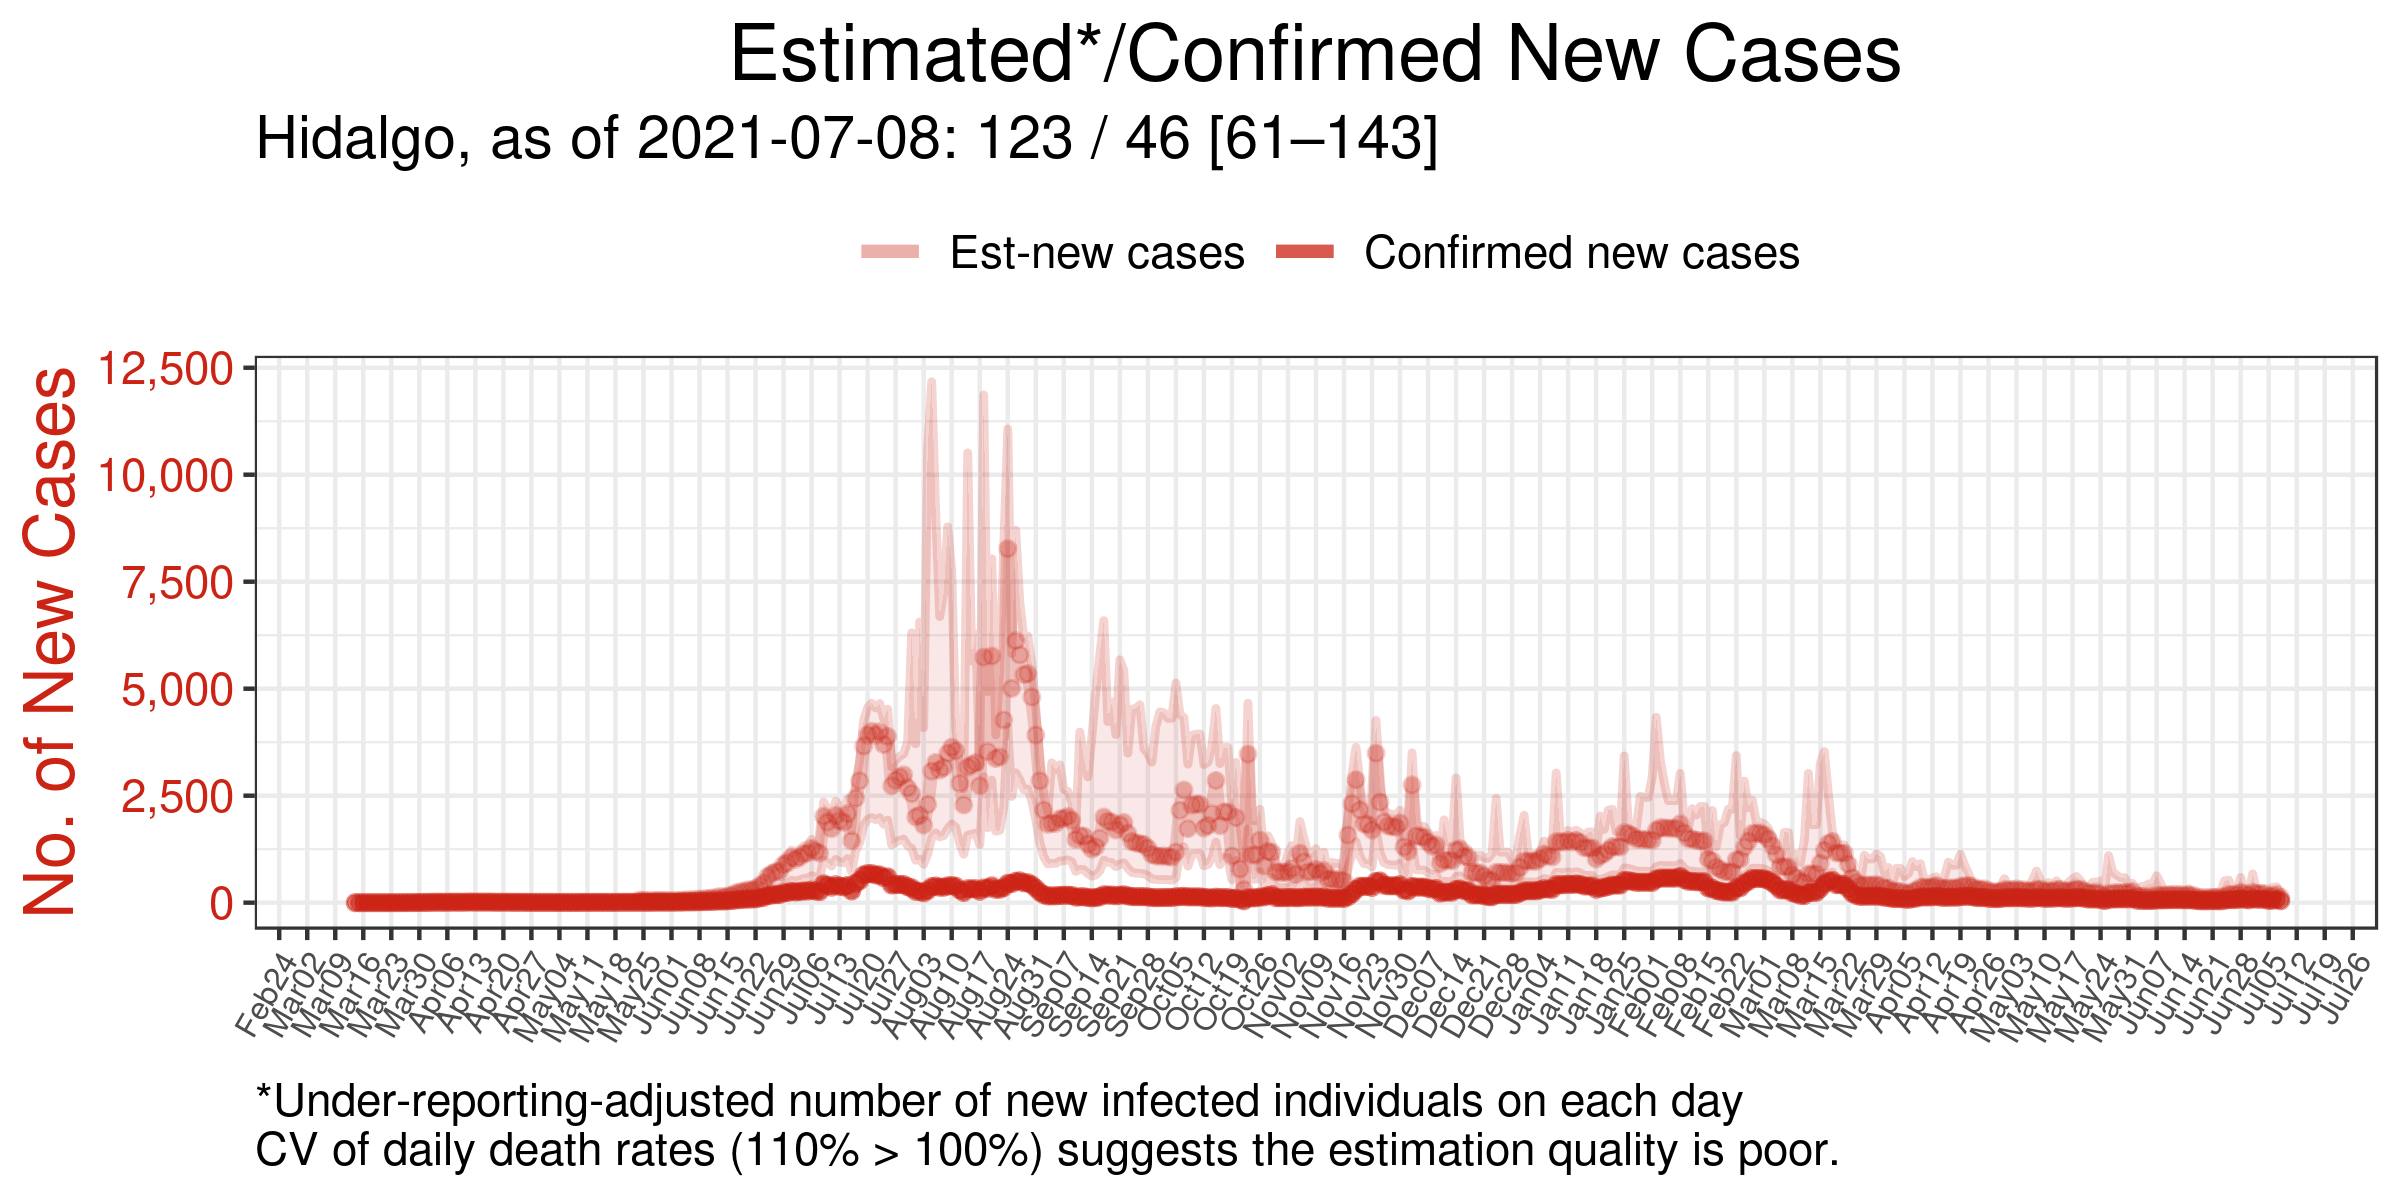 Estimated*/Confirmed New Cases
Hidalgo, as of 2021-07-08: 123 / 46 [61–143]
Est-new cases Confirmed new cases
No. of New Cases
12,500
10,000
7,500
5,000
2,500
0
Feb24 Mar02 Mar09 Mar16 Mar23 Mar30 Apr06 Apr13 Apr20 Apr27 May04 May11 May18 May25 Jun01 Jun08 Jun15 Jun22 Jun29 Jul06 Jul13 Jul20 Jul27 Aug03 Aug10 Aug17 Aug24 Aug31 Sep07 Sep14 Sep21 Sep28 Oct05 Oct12 Oct19 Oct26 Nov02 Nov09 Nov16 Nov23 Nov30 Dec07 Dec14 Dec21 Dec28 Jan04 Jan11 Jan18 Jan25 Feb01 Feb08 Feb15 Feb22 Mar01 Mar08 Mar15 Mar22 Mar29 Apr05 Apr12 Apr19 Apr26 May03 May10 May17 May24 May31 Jun07 Jun14 Jun21 Jun28 Jul05 Jul12 Jul19 Jul26
*Under-reporting-adjusted number of new infected individuals on each day
CV of daily death rates (110% > 100%) suggests the estimation quality is poor.